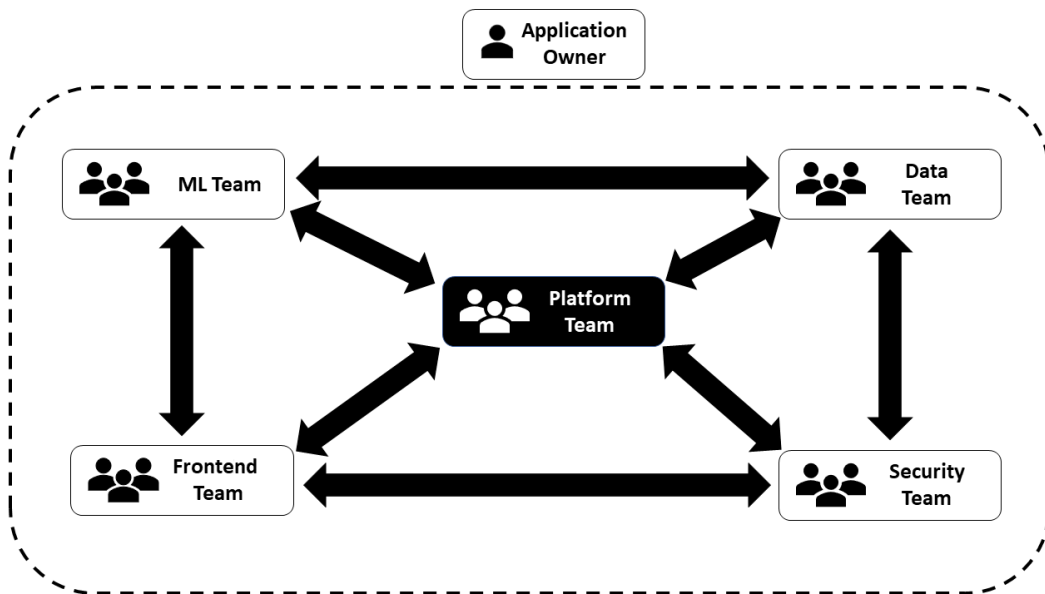 Application
Owner
ML Team
Data
Team
Platform
Team
Frontend
Team
Security
Team